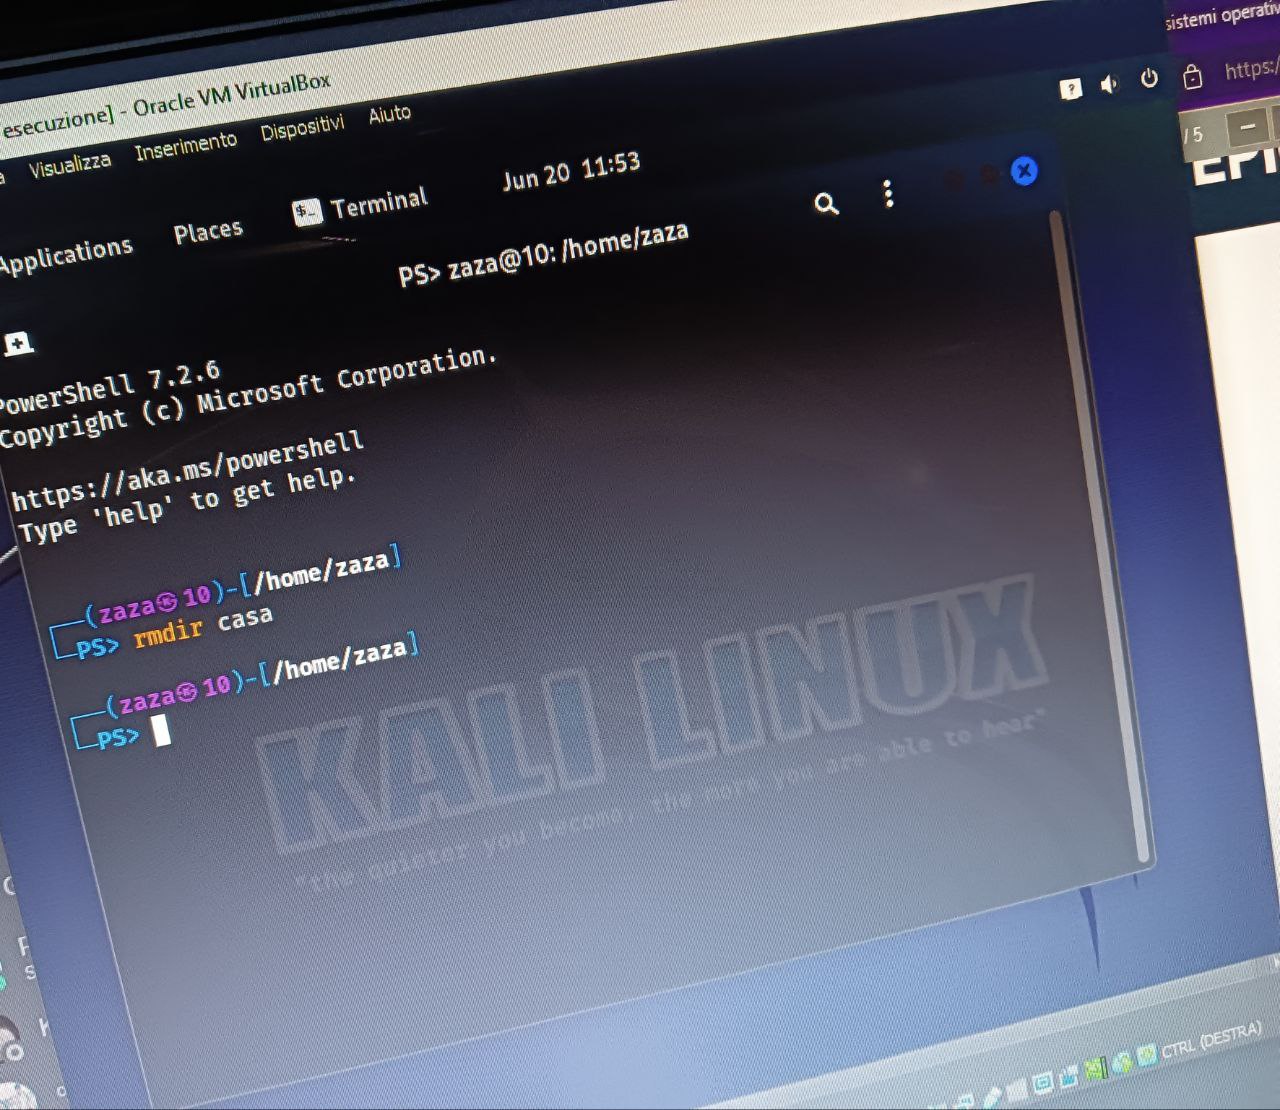 esecuzione] - Oracle VM VirtualBox
Visualizza Inserimento Dispositivi Aiuto
sistemi operativ
https:/
/5
Applications Places Terminal Jun 20 11:53
PS> zaza@10: /home/zaza
PowerShell 7.2.6
Copyright (c) Microsoft Corporation.
https://aka.ms/powershell
Type 'help' to get help.
(zaza㉿10)-[/home/zaza]
PS> rmdir casa
(zaza㉿10)-[/home/zaza]
PS>
KALI LINUX
"the quieter you become, the more you are able to hear"
CTRL (DESTRA)